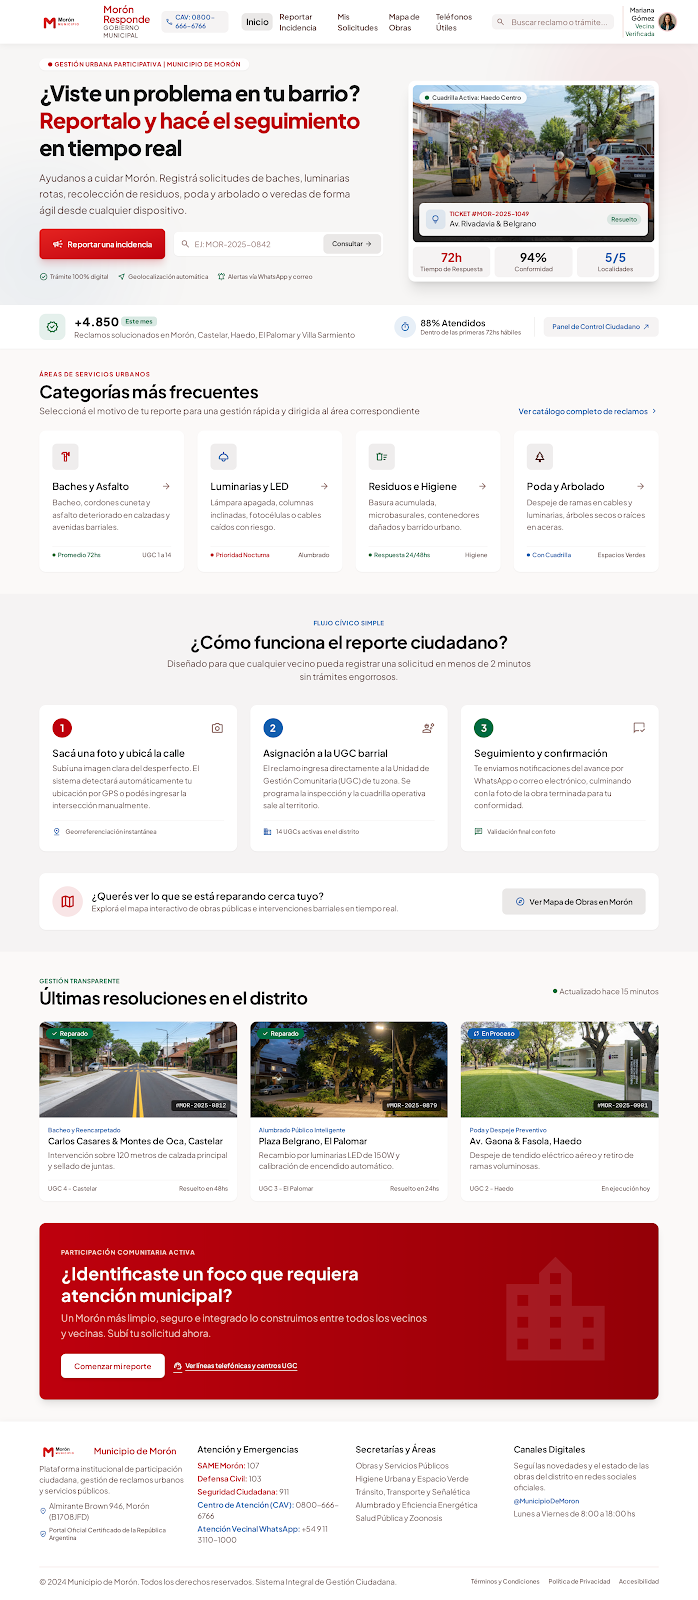 Morón
MUNICIPIO
Morón
Responde
GOBIERNO
MUNICIPAL
CAV: 0800-
666-6766
Inicio
Reportar
Incidencia
Mis
Solicitudes
Mapa de
Obras
Teléfonos
Útiles
Buscar reclamo o trámite...
Mariana
Gómez
Vecina
Verificada
GESTIÓN URBANA PARTICIPATIVA | MUNICIPIO DE MORÓN
¿Viste un problema en tu barrio?
Reportalo y hacé el seguimiento
en tiempo real
Ayudanos a cuidar Morón. Registrá solicitudes de baches, luminarias
rotas, recolección de residuos, poda y arbolado o veredas de forma
ágil desde cualquier dispositivo.
Reportar una incidencia
EJ: MOR-2025-0842
Consultar →
Trámite 100% digital
Geolocalización automática
Alertas vía WhatsApp y correo
Cuadrilla Activa: Haedo Centro
TICKET #MOR-2025-1049
Av. Rivadavia & Belgrano
Resuelto
72h
Tiempo de Respuesta
94%
Conformidad
5/5
Localidades
+4.850 Este mes
Reclamos solucionados en Morón, Castelar, Haedo, El Palomar y Villa Sarmiento
88% Atendidos
Dentro de las primeras 72hs hábiles
Panel de Control Ciudadano ↗
ÁREAS DE SERVICIOS URBANOS
Categorías más frecuentes
Seleccioná el motivo de tu reporte para una gestión rápida y dirigida al área correspondiente
Ver catálogo completo de reclamos ›
Baches y Asfalto →
Bacheo, cordones cuneta y
asfalto deteriorado en calzadas y
avenidas barriales.
Promedio 72hs
UGC 1 a 14
Luminarias y LED →
Lámpara apagada, columnas
inclinadas, fotocélulas o cables
caídos con riesgo.
Prioridad Nocturna
Alumbrado
Residuos e Higiene →
Basura acumulada,
microbasurales, contenedores
dañados y barrido urbano.
Respuesta 24/48hs
Higiene
Poda y Arbolado →
Despeje de ramas en cables y
luminarias, árboles secos o raíces
en aceras.
Con Cuadrilla
Espacios Verdes
FLUJO CÍVICO SIMPLE
¿Cómo funciona el reporte ciudadano?
Diseñado para que cualquier vecino pueda registrar una solicitud en menos de 2 minutos
sin trámites engorrosos.
1
Sacá una foto y ubicá la calle
Subí una imagen clara del desperfecto. El
sistema detectará automáticamente tu
ubicación por GPS o podés ingresar la
intersección manualmente.
Georreferenciación instantánea
2
Asignación a la UGC barrial
El reclamo ingresa directamente a la Unidad de
Gestión Comunitaria (UGC) de tu zona. Se
programa la inspección y la cuadrilla operativa
sale al territorio.
14 UGCs activas en el distrito
3
Seguimiento y confirmación
Te enviamos notificaciones del avance por
WhatsApp o correo electrónico, culminando
con la foto de la obra terminada para tu
conformidad.
Validación final con foto
¿Querés ver lo que se está reparando cerca tuyo?
Explorá el mapa interactivo de obras públicas e intervenciones barriales en tiempo real.
Ver Mapa de Obras en Morón
GESTIÓN TRANSPARENTE
Últimas resoluciones en el distrito
Actualizado hace 15 minutos
Reparado
#MOR-2025-0812
Bacheo y Reencarpetado
Carlos Casares & Montes de Oca, Castelar
Intervención sobre 120 metros de calzada principal
y sellado de juntas.
UGC 4 - Castelar
Resuelto en 48hs
Reparado
#MOR-2025-0879
Alumbrado Público Inteligente
Plaza Belgrano, El Palomar
Recambio por luminarias LED de 150W y
calibración de encendido automático.
UGC 3 - El Palomar
Resuelto en 24hs
En Proceso
#MOR-2025-0901
Poda y Despeje Preventivo
Av. Gaona & Fasola, Haedo
Despeje de tendido eléctrico aéreo y retiro de
ramas voluminosas.
UGC 2 - Haedo
En ejecución hoy
PARTICIPACIÓN COMUNITARIA ACTIVA
¿Identificaste un foco que requiera
atención municipal?
Un Morón más limpio, seguro e integrado lo construimos entre todos los vecinos
y vecinas. Subí tu solicitud ahora.
Comenzar mi reporte
Ver líneas telefónicas y centros UGC
Morón
MUNICIPIO
Municipio de Morón
Plataforma institucional de participación
ciudadana, gestión de reclamos urbanos
y servicios públicos.
Almirante Brown 946, Morón
(B1708JFD)
Portal Oficial Certificado de la República
Argentina
Atención y Emergencias
SAME Morón: 107
Defensa Civil: 103
Seguridad Ciudadana: 911
Centro de Atención (CAV): 0800-666-
6766
Atención Vecinal WhatsApp: +54 9 11
3110-1000
Secretarías y Áreas
Obras y Servicios Públicos
Higiene Urbana y Espacio Verde
Tránsito, Transporte y Señalética
Alumbrado y Eficiencia Energética
Salud Pública y Zoonosis
Canales Digitales
Seguí las novedades y el estado de las
obras del distrito en redes sociales
oficiales.
@MunicipioDeMoron
Lunes a Viernes de 8:00 a 18:00 hs
© 2024 Municipio de Morón. Todos los derechos reservados. Sistema Integral de Gestión Ciudadana.
Términos y Condiciones
Política de Privacidad
Accesibilidad